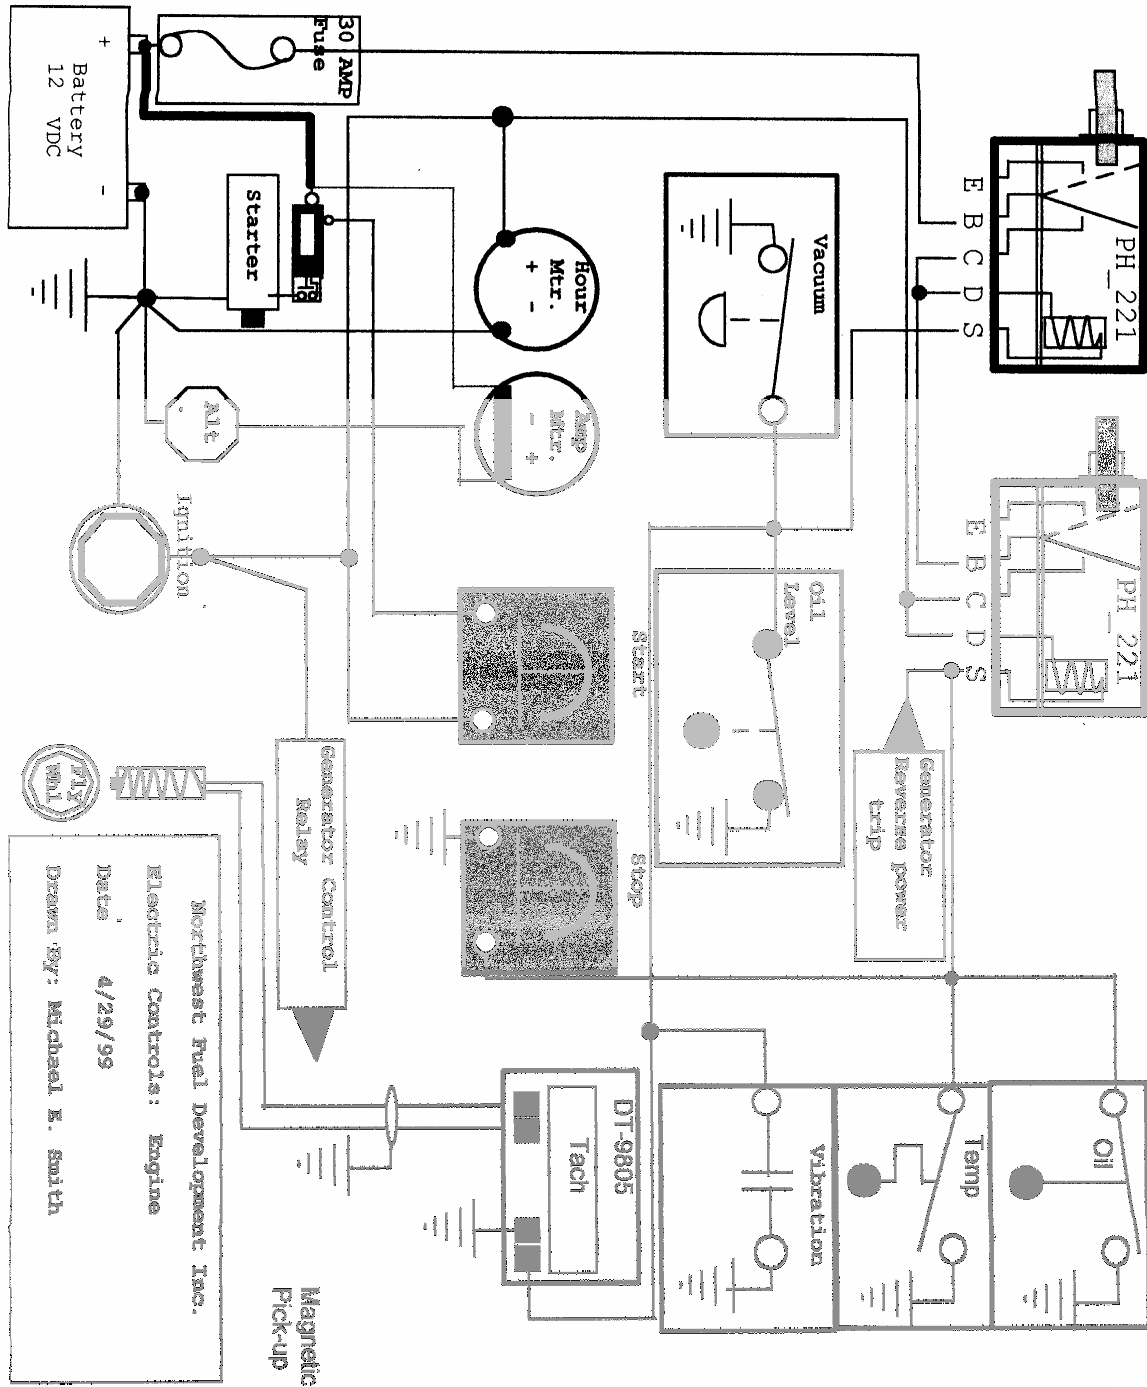 30 AMP
Fuse
+
Battery
12 VDC
-
Starter
Hour
Mtr.
+ -
Amp
Mtr.
- +
Alt
Ignition
Vacuum
PH_221
E B C D S
PH_221
E B C D S
Oil
Level
Start
Stop
Generator
Reverse power
trip
Generator Control
Relay
Fly
Whl
DT-9805
Tach
Vibration
Temp
Oil
Magnetic
Pick-up
Northwest Fuel Development Inc.
Electric Controls: Engine
Date 4/29/99
Drawn By: Michael E. Smith